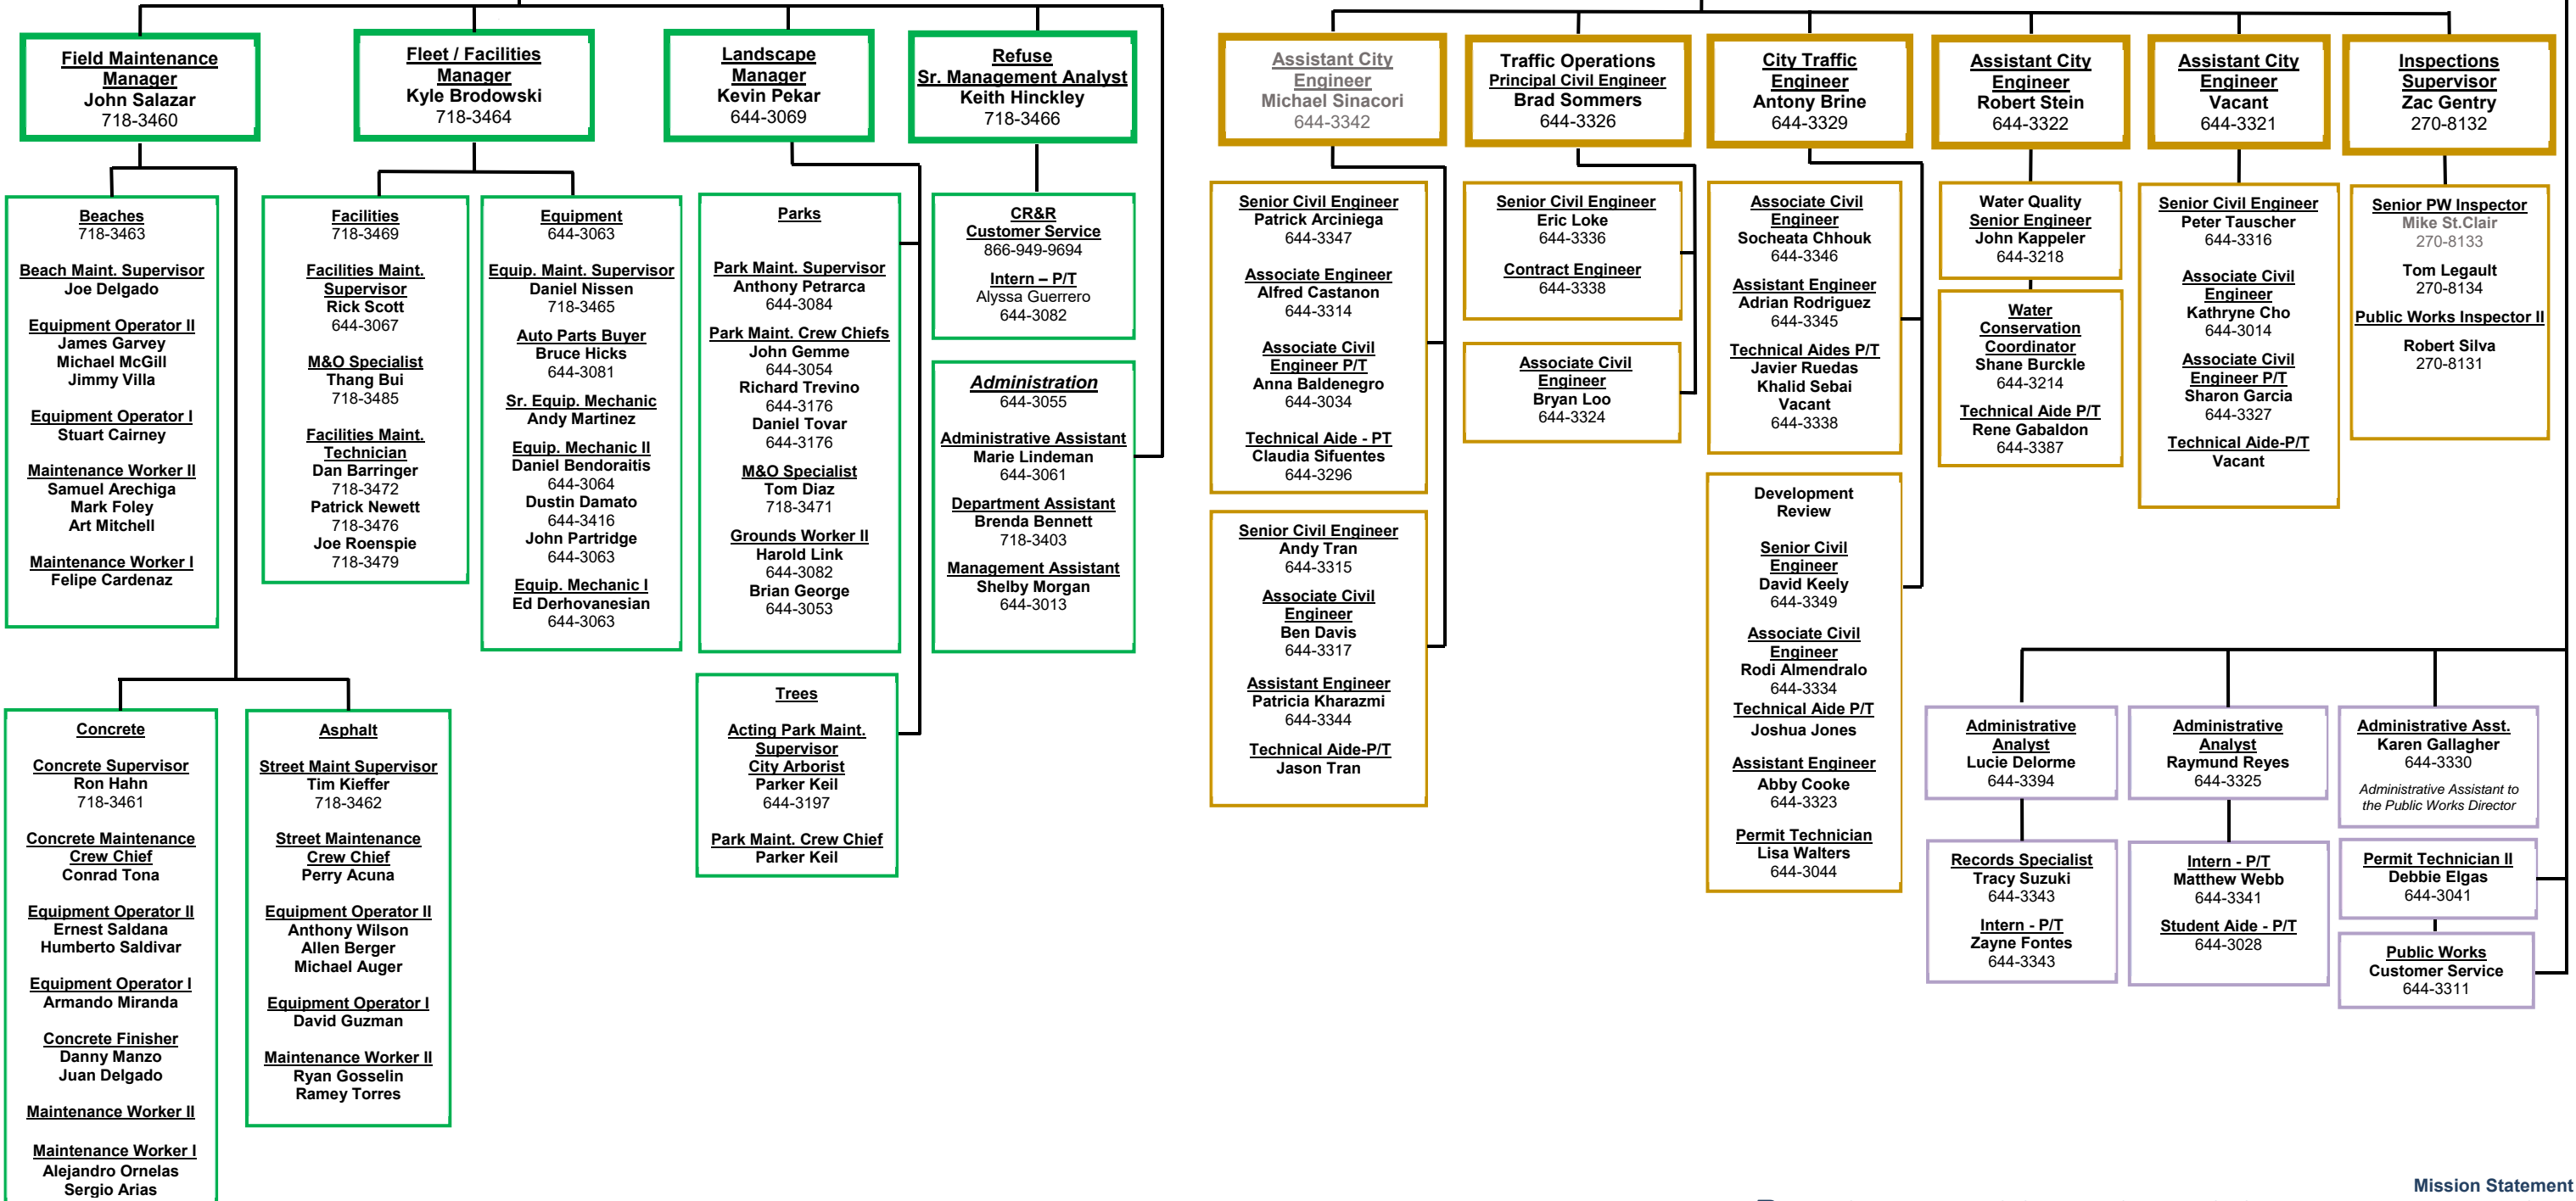 Field Maintenance
Manager
John Salazar
718-3460
Fleet / Facilities
Manager
Kyle Brodowski
718-3464
Landscape
Manager
Kevin Pekar
644-3069
Refuse
Sr. Management Analyst
Keith Hinckley
718-3466
Assistant City
Engineer
Michael Sinacori
644-3342
Traffic Operations
Principal Civil Engineer
Brad Sommers
644-3326
City Traffic
Engineer
Antony Brine
644-3329
Assistant City
Engineer
Robert Stein
644-3322
Assistant City
Engineer
Vacant
644-3321
Inspections
Supervisor
Zac Gentry
270-8132
Beaches
718-3463
Beach Maint. Supervisor
Joe Delgado
Equipment Operator II
James Garvey
Michael McGill
Jimmy Villa
Equipment Operator I
Stuart Cairney
Maintenance Worker II
Samuel Arechiga
Mark Foley
Art Mitchell
Maintenance Worker I
Felipe Cardenaz
Facilities
718-3469
Facilities Maint.
Supervisor
Rick Scott
644-3067
M&O Specialist
Thang Bui
718-3485
Facilities Maint.
Technician
Dan Barringer
718-3472
Patrick Newett
718-3476
Joe Roenspie
718-3479
Equipment
644-3063
Equip. Maint. Supervisor
Daniel Nissen
718-3465
Auto Parts Buyer
Bruce Hicks
644-3081
Sr. Equip. Mechanic
Andy Martinez
Equip. Mechanic II
Daniel Bendoraitis
644-3064
Dustin Damato
644-3416
John Partridge
644-3063
Equip. Mechanic I
Ed Derhovanesian
644-3063
Parks
Park Maint. Supervisor
Anthony Petrarca
644-3084
Park Maint. Crew Chiefs
John Gemme
644-3054
Richard Trevino
644-3176
Daniel Tovar
644-3176
M&O Specialist
Tom Diaz
718-3471
Grounds Worker II
Harold Link
644-3082
Brian George
644-3053
CR&R
Customer Service
866-949-9694
Intern – P/T
Alyssa Guerrero
644-3082
Administration
644-3055
Administrative Assistant
Marie Lindeman
644-3061
Department Assistant
Brenda Bennett
718-3403
Management Assistant
Shelby Morgan
644-3013
Trees
Acting Park Maint.
Supervisor
City Arborist
Parker Keil
644-3197
Park Maint. Crew Chief
Parker Keil
Concrete
Concrete Supervisor
Ron Hahn
718-3461
Concrete Maintenance
Crew Chief
Conrad Tona
Equipment Operator II
Ernest Saldana
Humberto Saldivar
Equipment Operator I
Armando Miranda
Concrete Finisher
Danny Manzo
Juan Delgado
Maintenance Worker II
Maintenance Worker I
Alejandro Ornelas
Sergio Arias
Asphalt
Street Maint Supervisor
Tim Kieffer
718-3462
Street Maintenance
Crew Chief
Perry Acuna
Equipment Operator II
Anthony Wilson
Allen Berger
Michael Auger
Equipment Operator I
David Guzman
Maintenance Worker II
Ryan Gosselin
Ramey Torres
Senior Civil Engineer
Patrick Arciniega
644-3347
Associate Engineer
Alfred Castanon
644-3314
Associate Civil
Engineer P/T
Anna Baldenegro
644-3034
Technical Aide - PT
Claudia Sifuentes
644-3296
Senior Civil Engineer
Andy Tran
644-3315
Associate Civil
Engineer
Ben Davis
644-3317
Assistant Engineer
Patricia Kharazmi
644-3344
Technical Aide-P/T
Jason Tran
Senior Civil Engineer
Eric Loke
644-3336
Contract Engineer
644-3338
Associate Civil
Engineer
Bryan Loo
644-3324
Associate Civil
Engineer
Socheata Chhouk
644-3346
Assistant Engineer
Adrian Rodriguez
644-3345
Technical Aides P/T
Javier Ruedas
Khalid Sebai
Vacant
644-3338
Development
Review
Senior Civil
Engineer
David Keely
644-3349
Associate Civil
Engineer
Rodi Almendralo
644-3334
Technical Aide P/T
Joshua Jones
Assistant Engineer
Abby Cooke
644-3323
Permit Technician
Lisa Walters
644-3044
Water Quality
Senior Engineer
John Kappeler
644-3218
Water
Conservation
Coordinator
Shane Burckle
644-3214
Technical Aide P/T
Rene Gabaldon
644-3387
Senior Civil Engineer
Peter Tauscher
644-3316
Associate Civil
Engineer
Kathryne Cho
644-3014
Associate Civil
Engineer P/T
Sharon Garcia
644-3327
Technical Aide-P/T
Vacant
Senior PW Inspector
Mike St.Clair
270-8133
Tom Legault
270-8134
Public Works Inspector II
Robert Silva
270-8131
Administrative
Analyst
Lucie Delorme
644-3394
Records Specialist
Tracy Suzuki
644-3343
Intern - P/T
Zayne Fontes
644-3343
Administrative
Analyst
Raymund Reyes
644-3325
Intern - P/T
Matthew Webb
644-3341
Student Aide - P/T
644-3028
Administrative Asst.
Karen Gallagher
644-3330
Administrative Assistant to
the Public Works Director
Permit Technician II
Debbie Elgas
644-3041
Public Works
Customer Service
644-3311
Mission Statement